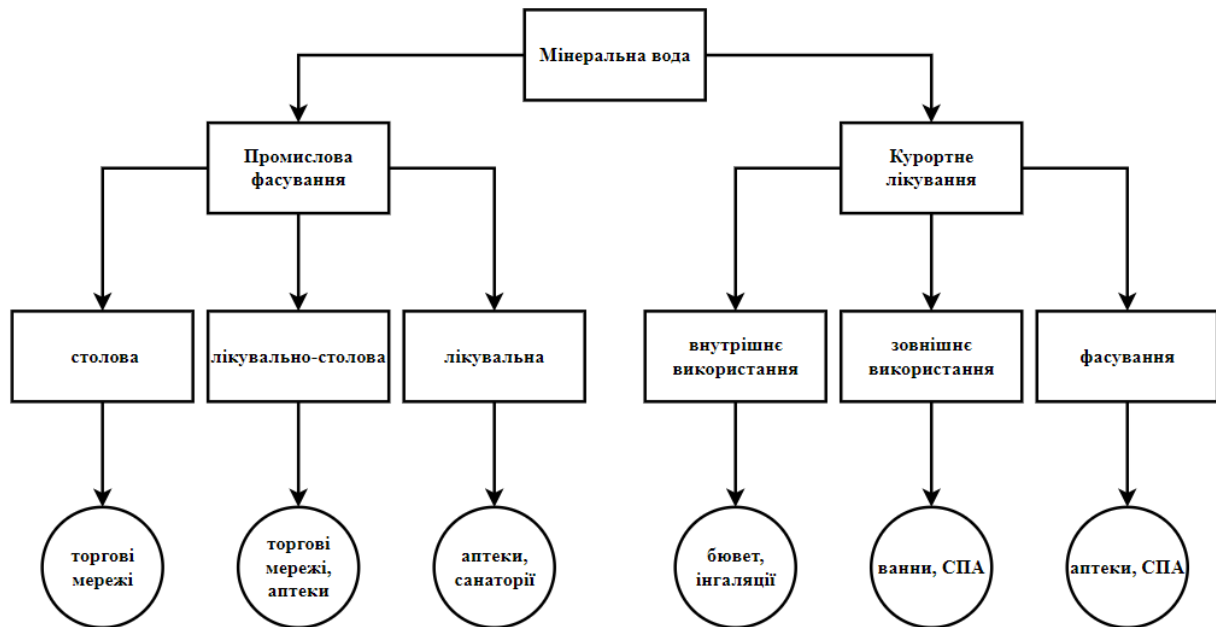 Мінеральна вода
Промислова
фасування
Курортне
лікування
столова
лікувально-столова
лікувальна
внутрішнє
використання
зовнішнє
використання
фасування
торгові
мережі
торгові
мережі,
аптеки
аптеки,
санаторії
бювет,
інгаляції
ванни, СПА
аптеки, СПА